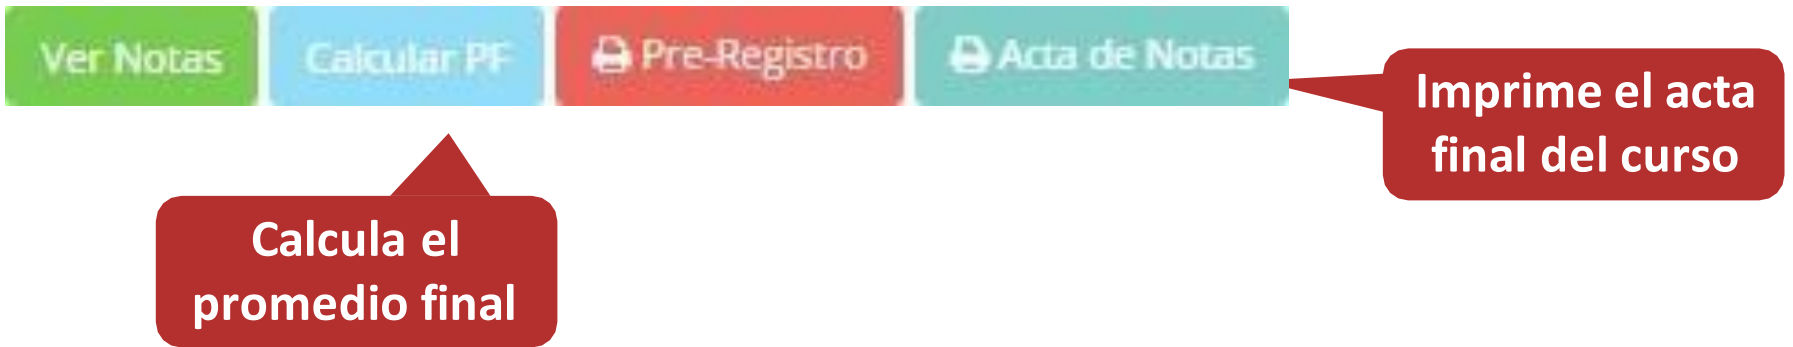 Ver Notas Calcular PF Pre-Registro Acta de Notas
Imprime el acta
final del curso
Calcula el
promedio final